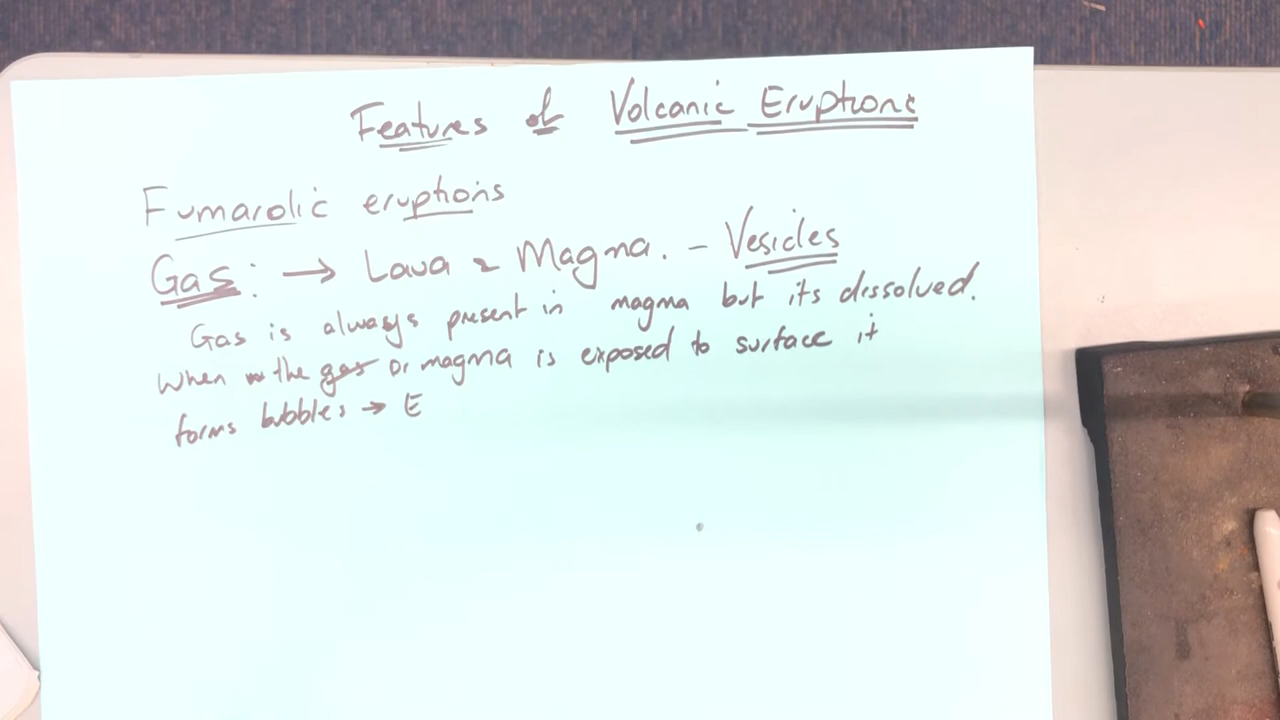 Features of Volcanic Eruptions
Fumarolic eruptions
Gas: → Lava & Magma. - Vesicles
Gas is always present in magma but its dissolved.
When the gas or magma is exposed to surface it
forms bubbles → E